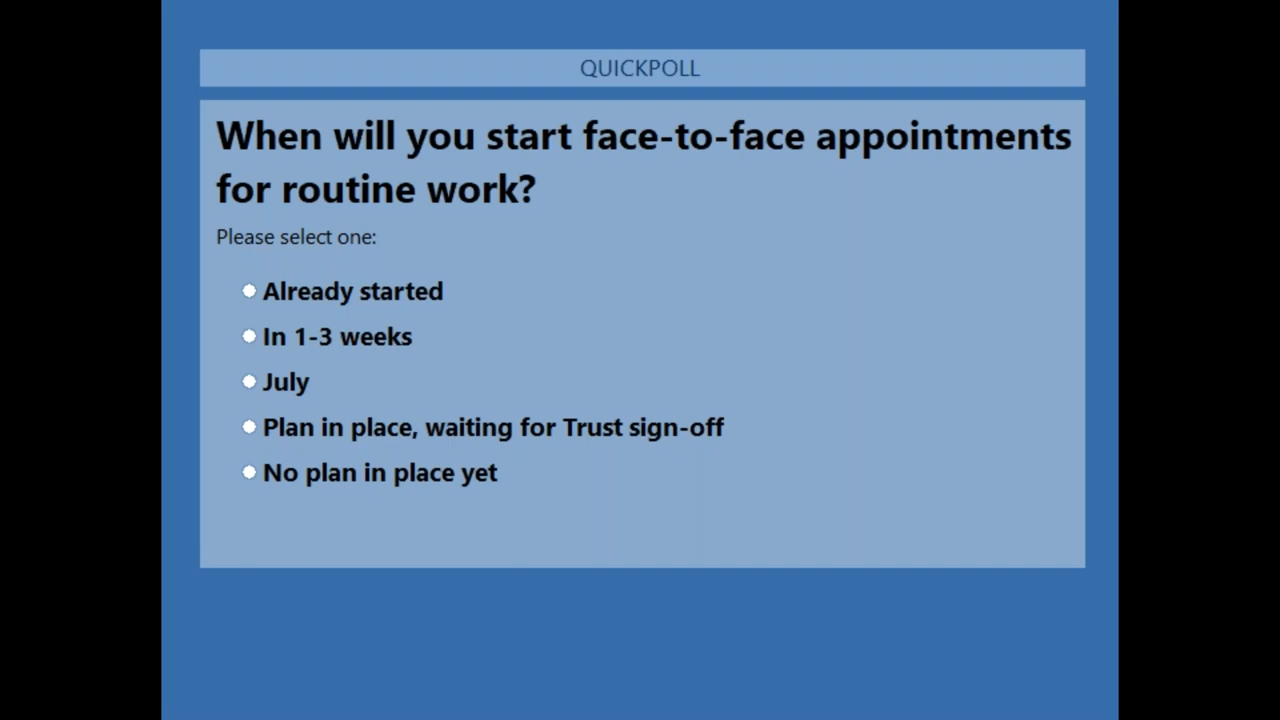 QUICKPOLL
When will you start face-to-face appointments
for routine work?
Please select one:
Already started
In 1-3 weeks
July
Plan in place, waiting for Trust sign-off
No plan in place yet